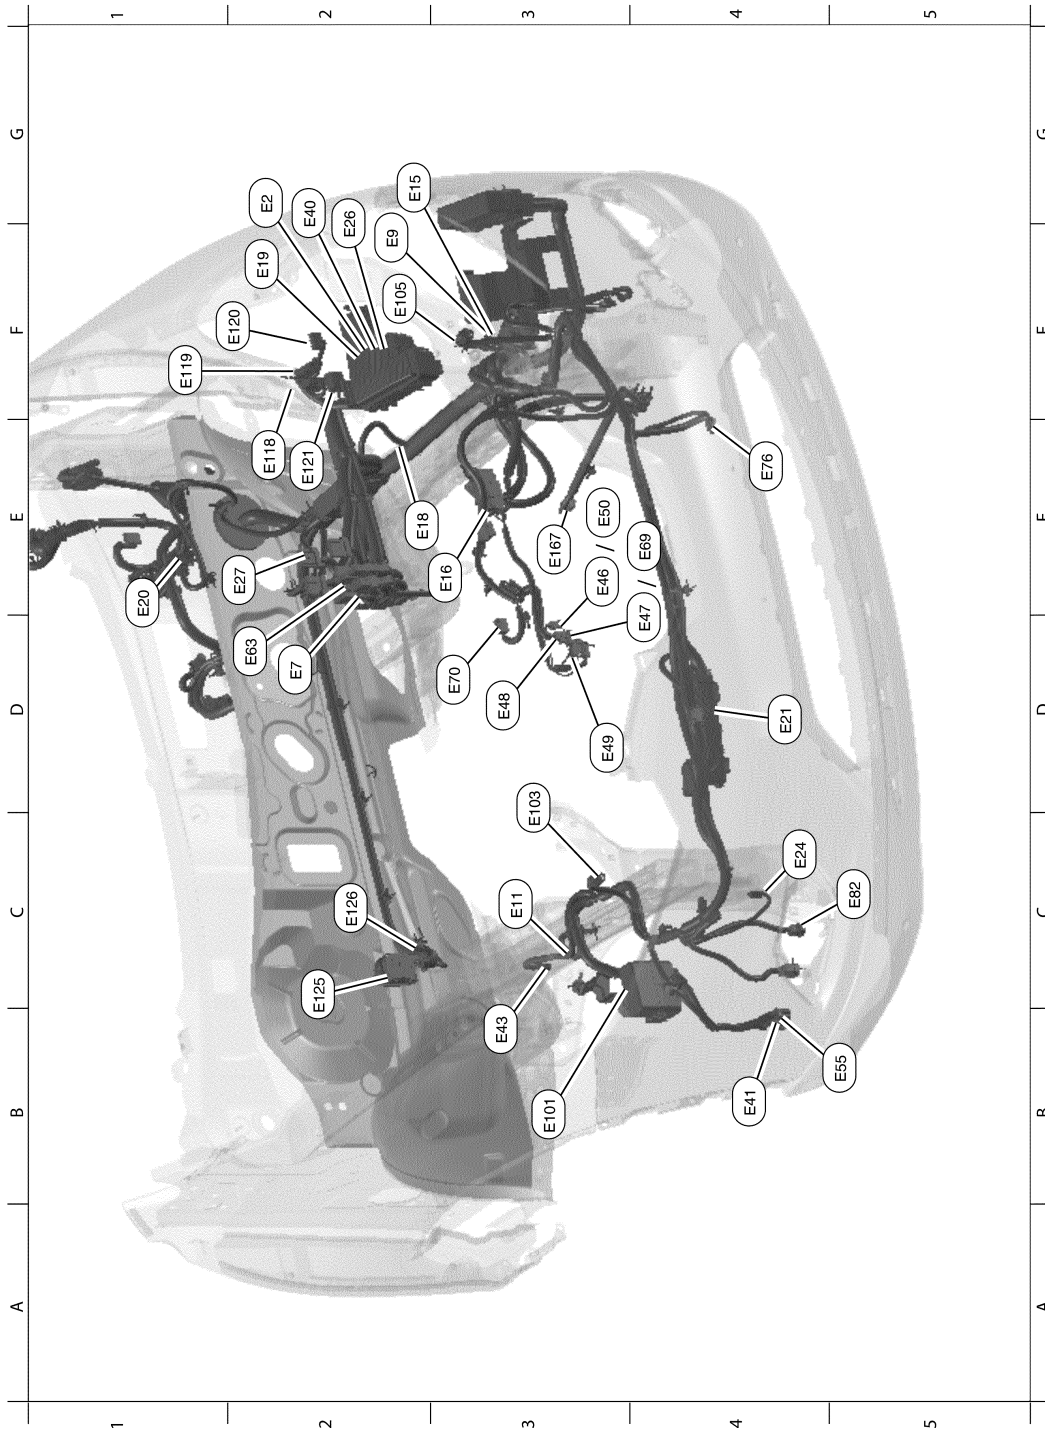 A B C D E F G
1 1
E20
E119
E120
E27
E63
E19
E2
E118
2 2
E7
E121
E40
E125
E126
E26
E9
E105
E15
E18
E16
E70
E43
E48
E11
3 3
E103
E101
E167
E46 / E50
E49
E47 / E69
4 4
E41
E76
E21
E24
E55
E82
5 5
A B C D E F G